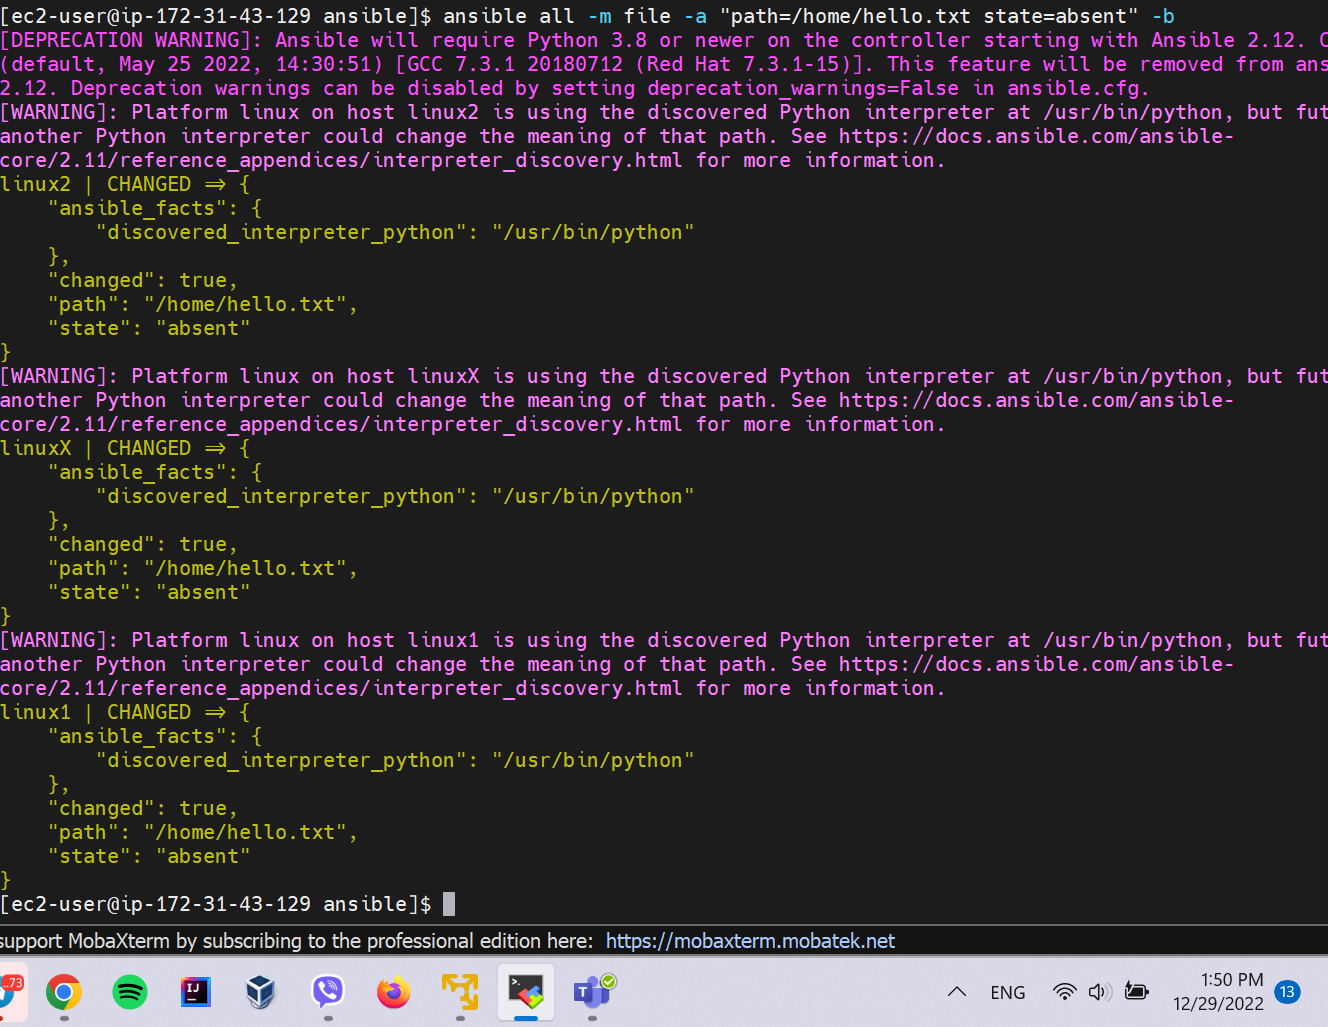 [ec2-user@ip-172-31-43-129 ansible]$ ansible all -m file -a "path=/home/hello.txt state=absent" -b
[DEPRECATION WARNING]: Ansible will require Python 3.8 or newer on the controller starting with Ansible 2.12. C
(default, May 25 2022, 14:30:51) [GCC 7.3.1 20180712 (Red Hat 7.3.1-15)]. This feature will be removed from ans
2.12. Deprecation warnings can be disabled by setting deprecation_warnings=False in ansible.cfg.
[WARNING]: Platform linux on host linux2 is using the discovered Python interpreter at /usr/bin/python, but fut
another Python interpreter could change the meaning of that path. See https://docs.ansible.com/ansible-
core/2.11/reference_appendices/interpreter_discovery.html for more information.
linux2 | CHANGED => {
    "ansible_facts": {
        "discovered_interpreter_python": "/usr/bin/python"
    },
    "changed": true,
    "path": "/home/hello.txt",
    "state": "absent"
}
[WARNING]: Platform linux on host linuxX is using the discovered Python interpreter at /usr/bin/python, but fut
another Python interpreter could change the meaning of that path. See https://docs.ansible.com/ansible-
core/2.11/reference_appendices/interpreter_discovery.html for more information.
linuxX | CHANGED => {
    "ansible_facts": {
        "discovered_interpreter_python": "/usr/bin/python"
    },
    "changed": true,
    "path": "/home/hello.txt",
    "state": "absent"
}
[WARNING]: Platform linux on host linux1 is using the discovered Python interpreter at /usr/bin/python, but fut
another Python interpreter could change the meaning of that path. See https://docs.ansible.com/ansible-
core/2.11/reference_appendices/interpreter_discovery.html for more information.
linux1 | CHANGED => {
    "ansible_facts": {
        "discovered_interpreter_python": "/usr/bin/python"
    },
    "changed": true,
    "path": "/home/hello.txt",
    "state": "absent"
}
[ec2-user@ip-172-31-43-129 ansible]$
support MobaXterm by subscribing to the professional edition here: https://mobaxterm.mobatek.net
..73
IJ
T
ENG
1:50 PM
12/29/2022
13